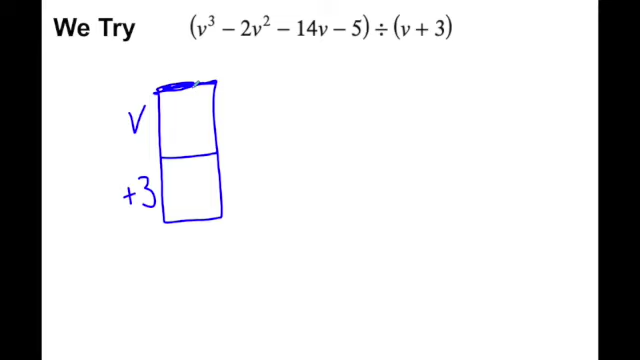 We Try (v³ − 2v² − 14v − 5) ÷ (v + 3)
v
+3